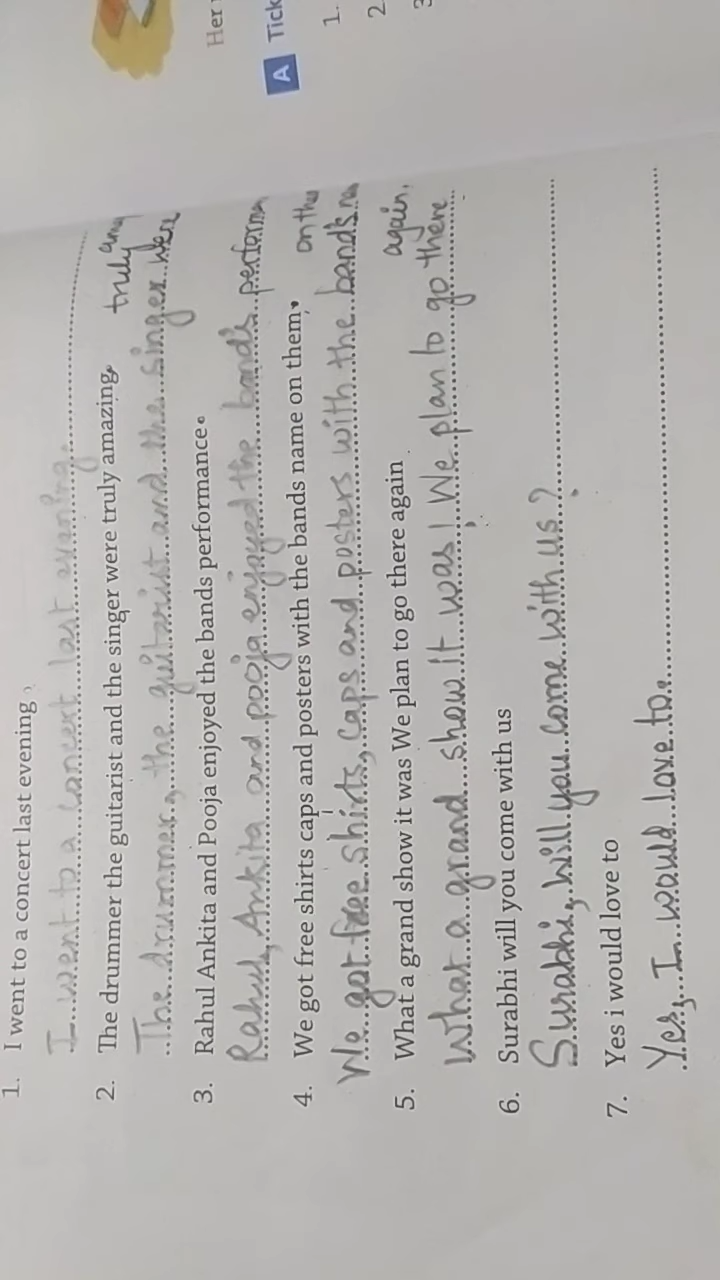 1. I went to a concert last evening.
I went to a concert last evening.
2. The drummer the guitarist and the singer were truly amazing.
The drummer, the guitarist and the singer were truly
3. Rahul Ankita and Pooja enjoyed the bands performance.
Rahul, Ankita and pooja enjoyed the band's
4. We got free shirts caps and posters with the bands name on them.
We got free shirts, caps and posters with the band's on
5. What a grand show it was We plan to go there again
What a grand show it was! We plan to go there again.
6. Surabhi will you come with us
Surabhi, will you come with us?
7. Yes i would love to
Yes, I would love to.
Her
A Tick
1.
2